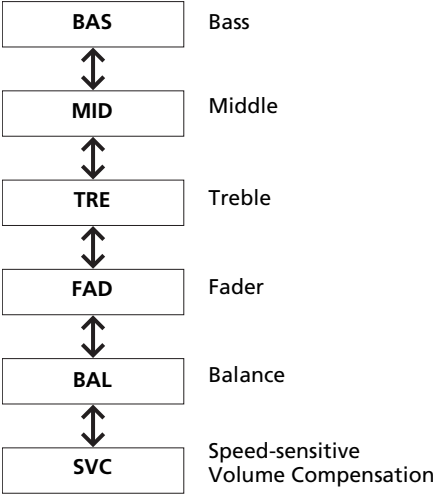 BAS Bass
MID Middle
TRE Treble
FAD Fader
BAL Balance
SVC Speed-sensitive
Volume Compensation